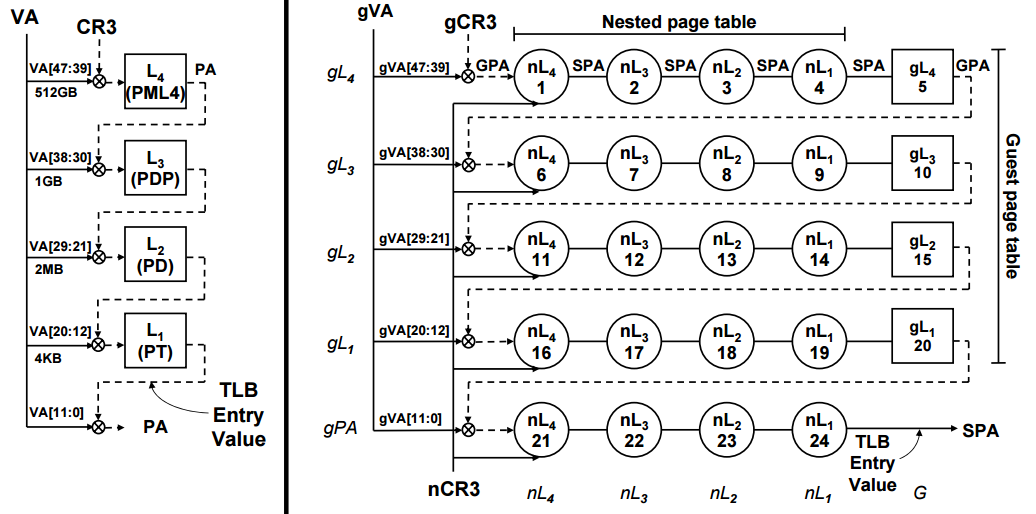 VA
CR3
VA[47:39]
512GB
L4
(PML4)
PA
VA[38:30]
1GB
L3
(PDP)
VA[29:21]
2MB
L2
(PD)
VA[20:12]
4KB
L1
(PT)
TLB
Entry
Value
VA[11:0]
PA
gVA
gCR3
Nested page table
gL4
gVA[47:39]
GPA
nL4
1
SPA
nL3
2
SPA
nL2
3
SPA
nL1
4
SPA
gL4
5
GPA
gL3
gVA[38:30]
nL4
6
nL3
7
nL2
8
nL1
9
gL3
10
Guest page table
gL2
gVA[29:21]
nL4
11
nL3
12
nL2
13
nL1
14
gL2
15
gL1
gVA[20:12]
nL4
16
nL3
17
nL2
18
nL1
19
gL1
20
gPA
gVA[11:0]
nL4
21
nL3
22
nL2
23
nL1
24
SPA
TLB
Entry
Value
nCR3
nL4
nL3
nL2
nL1
G